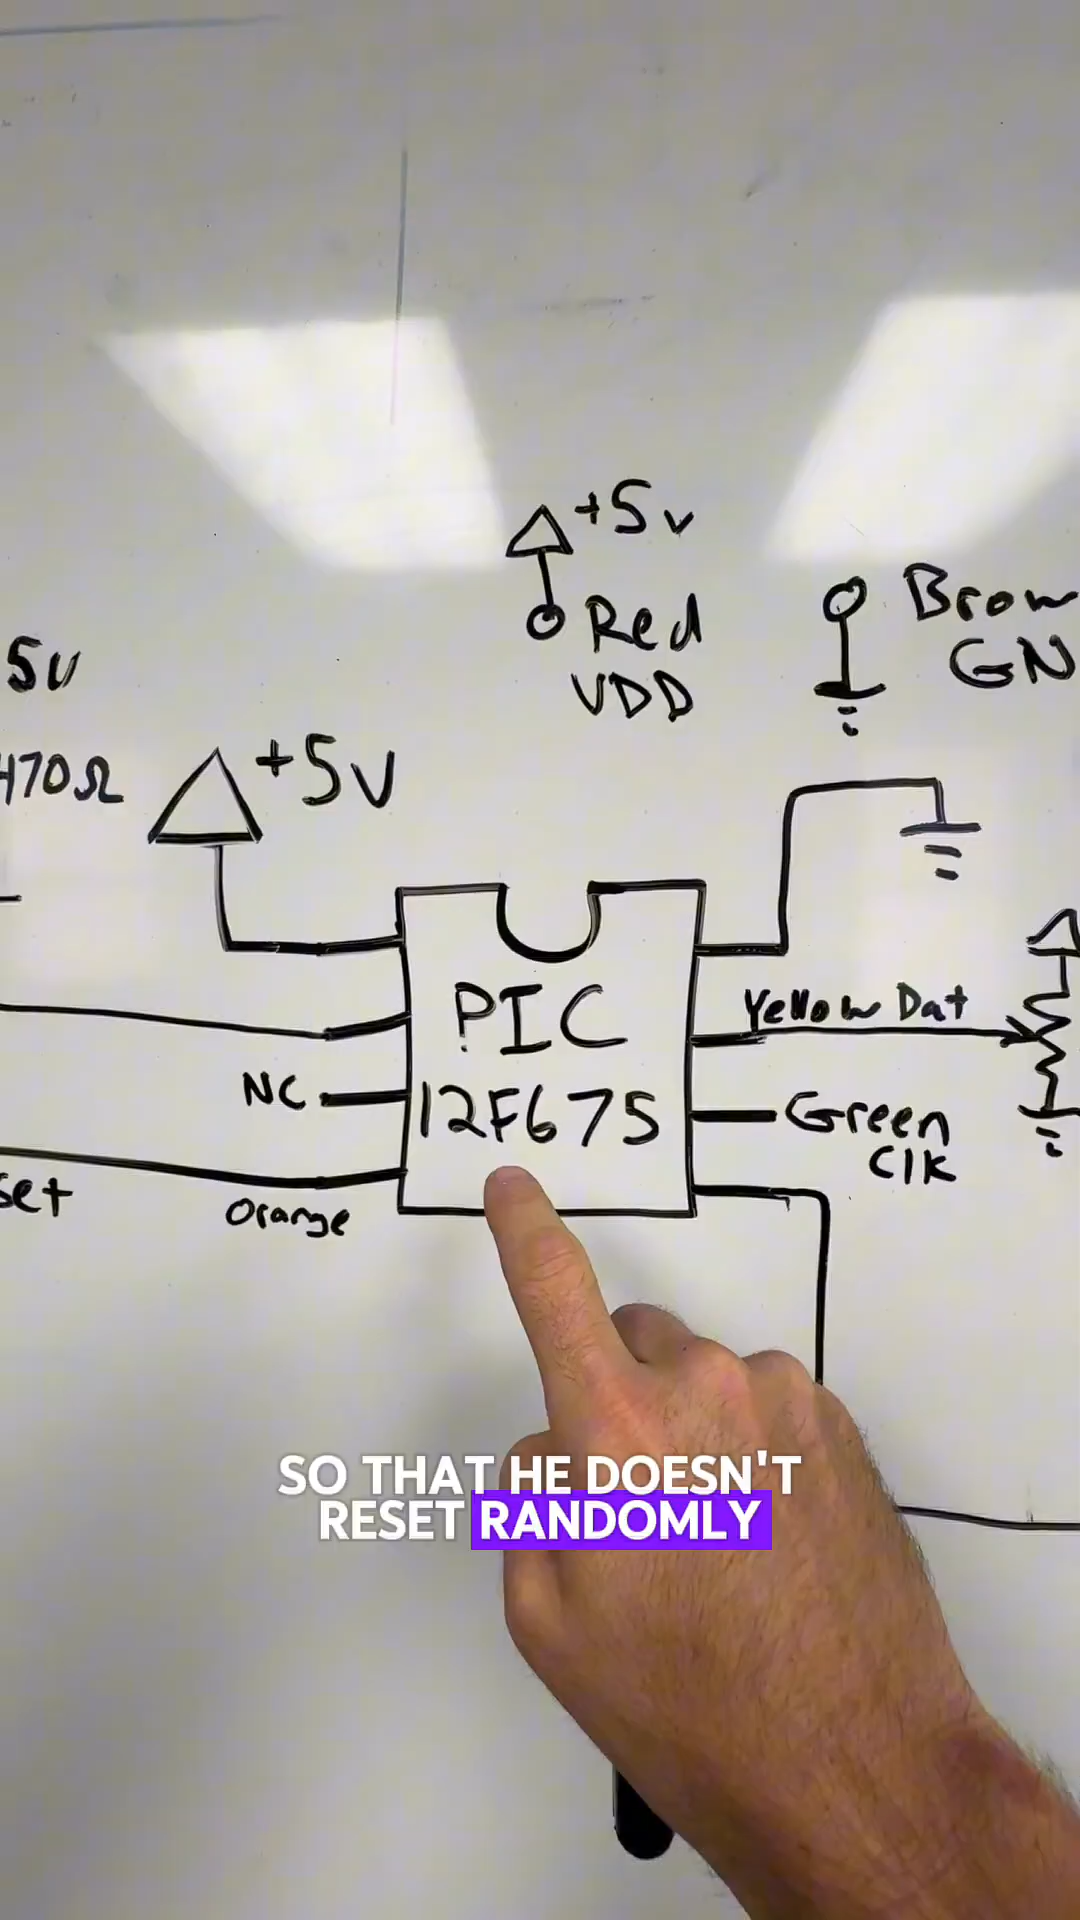 +5v
Red
VDD
Brow
GN
5v
470Ω
+5v
PIC
12F675
Yellow Dat
NC
Green
Clk
set
Orange
SO THAT HE DOESN'T
RESET RANDOMLY